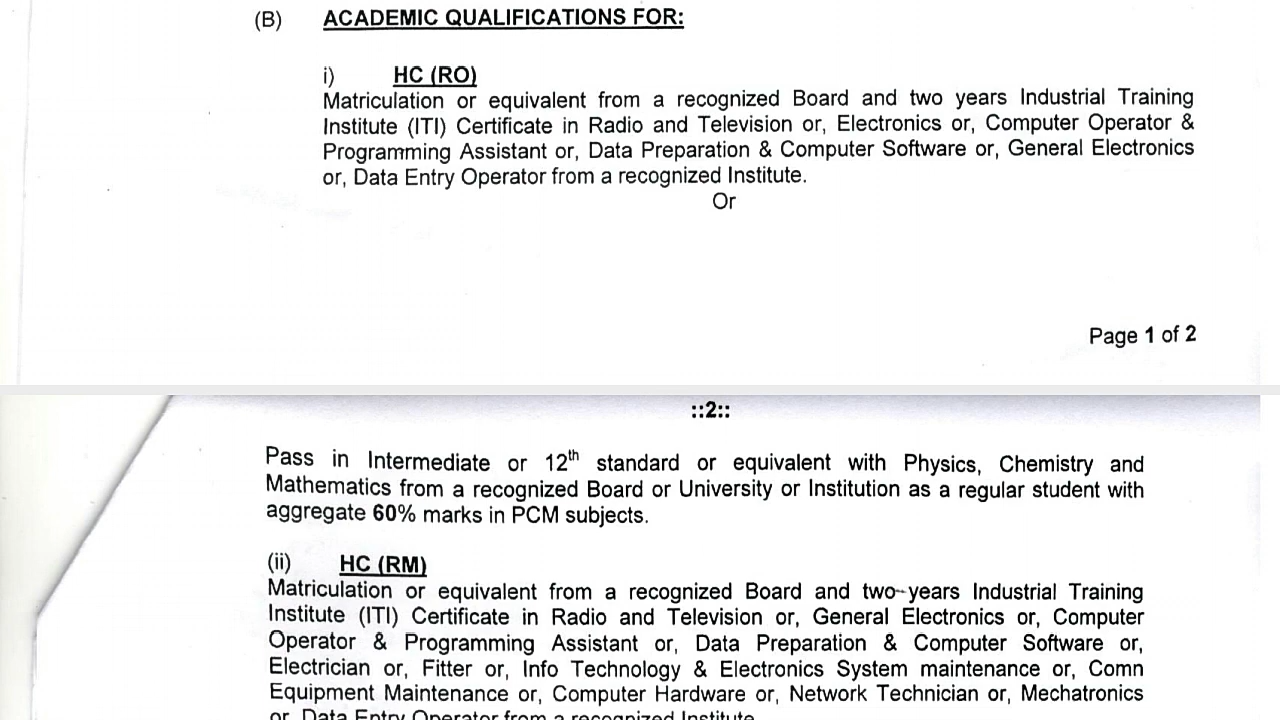 (B) ACADEMIC QUALIFICATIONS FOR:
i) HC (RO)
Matriculation or equivalent from a recognized Board and two years Industrial Training
Institute (ITI) Certificate in Radio and Television or, Electronics or, Computer Operator &
Programming Assistant or, Data Preparation & Computer Software or, General Electronics
or, Data Entry Operator from a recognized Institute.
Or
Page 1 of 2
::2::
Pass in Intermediate or 12th standard or equivalent with Physics, Chemistry and
Mathematics from a recognized Board or University or Institution as a regular student with
aggregate 60% marks in PCM subjects.
(ii) HC (RM)
Matriculation or equivalent from a recognized Board and two years Industrial Training
Institute (ITI) Certificate in Radio and Television or, General Electronics or, Computer
Operator & Programming Assistant or, Data Preparation & Computer Software or,
Electrician or, Fitter or, Info Technology & Electronics System maintenance or, Comn
Equipment Maintenance or, Computer Hardware or, Network Technician or, Mechatronics
or, Data Entry Operator from a recognized Institute.